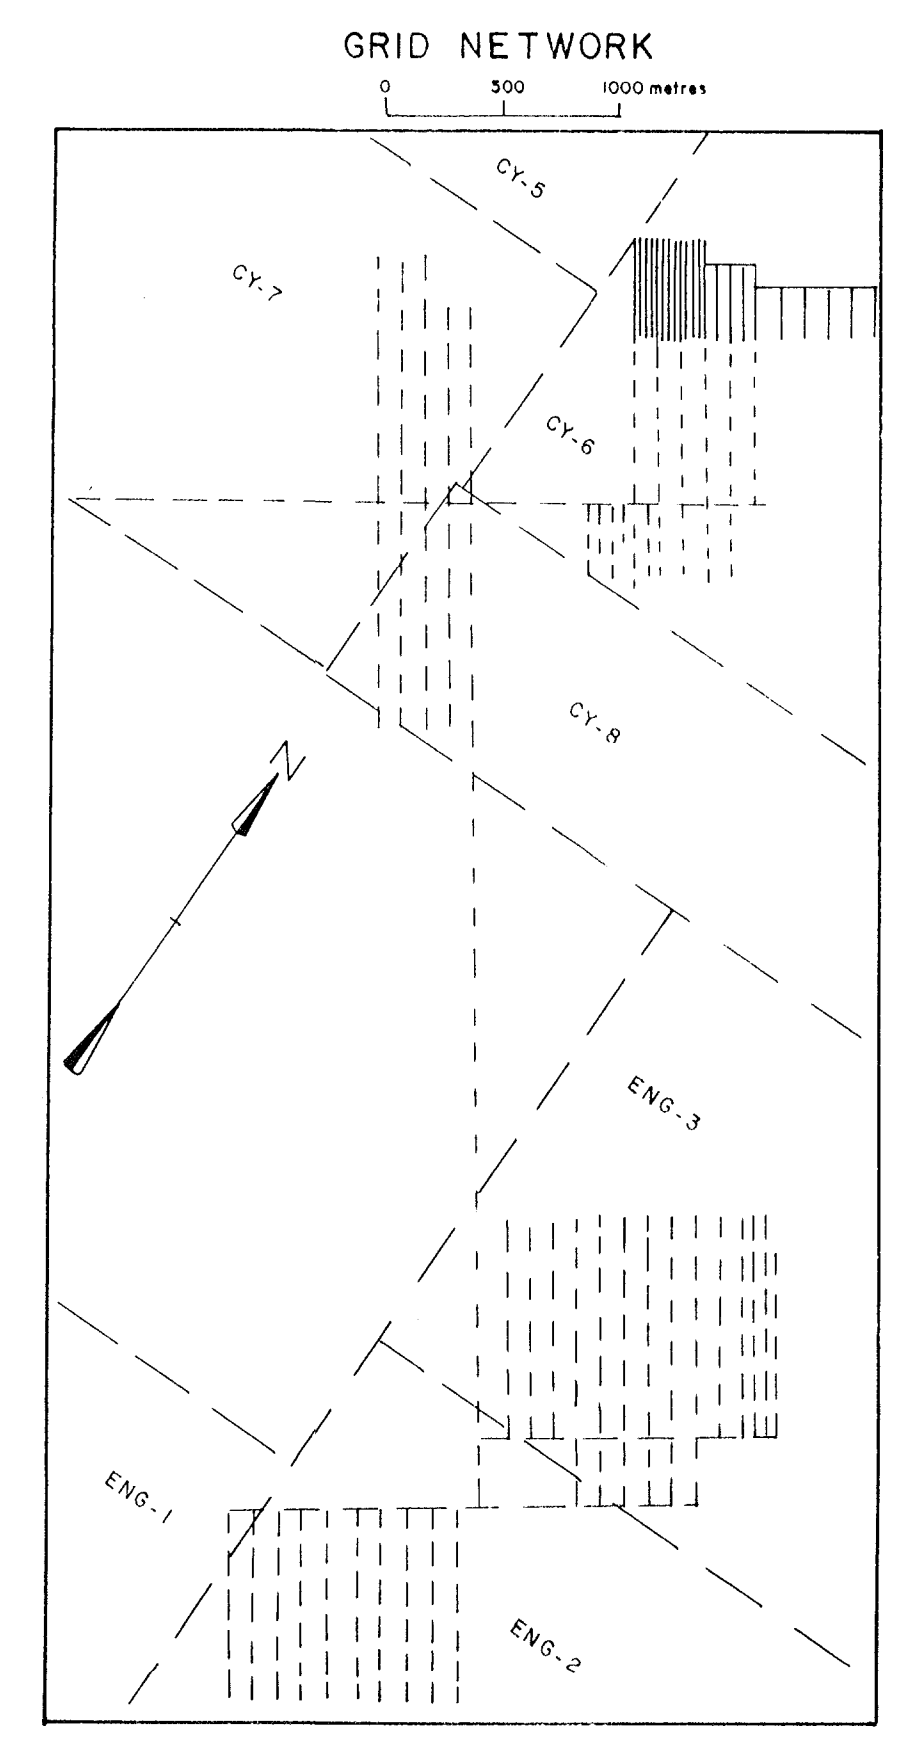 GRID NETWORK
0 500 1000 metres
CY-5
CY-7
CY-6
CY-8
N
ENG-3
ENG-1
ENG-2